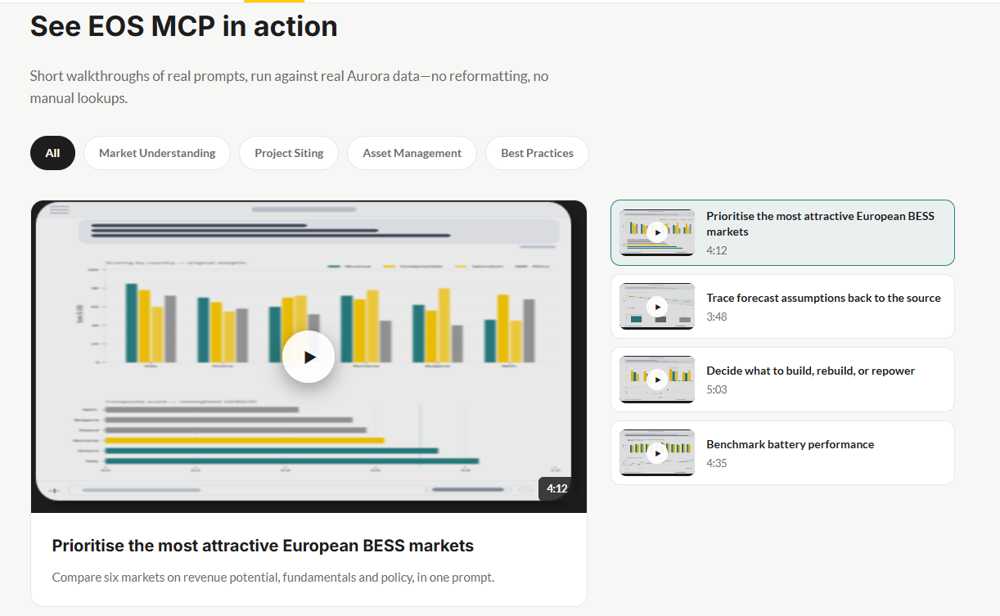 See EOS MCP in action
Short walkthroughs of real prompts, run against real Aurora data—no reformatting, no
manual lookups.
All
Market Understanding
Project Siting
Asset Management
Best Practices
4:12
Prioritise the most attractive European BESS markets
Compare six markets on revenue potential, fundamentals and policy, in one prompt.
Prioritise the most attractive European BESS
markets
4:12
Trace forecast assumptions back to the source
3:48
Decide what to build, rebuild, or repower
5:03
Benchmark battery performance
4:35